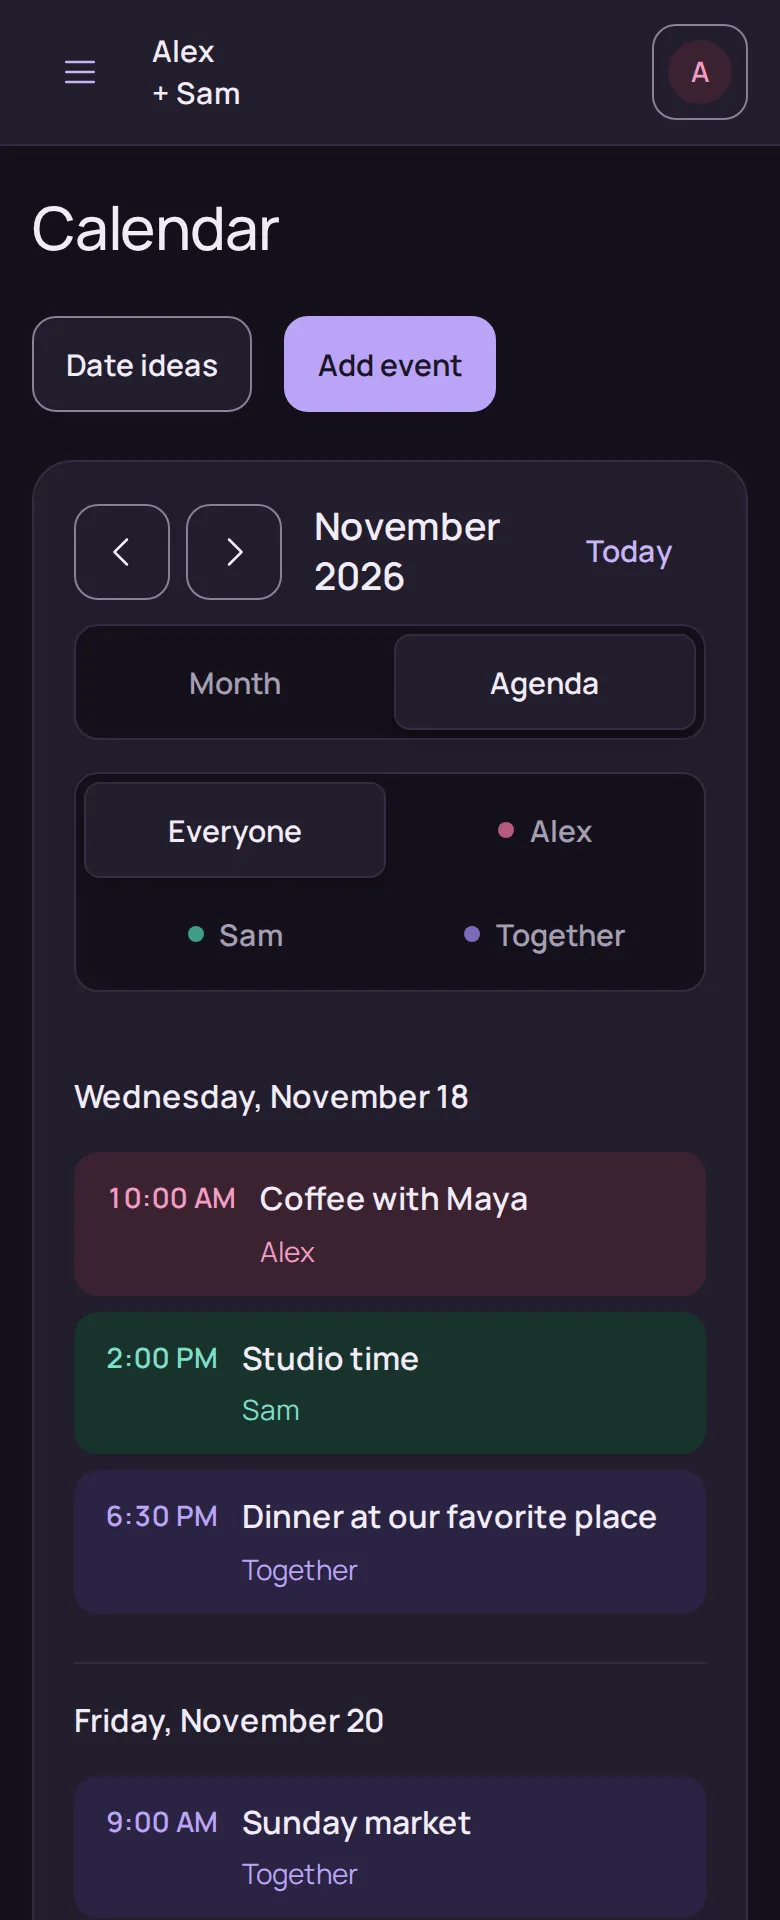 Alex
+ Sam
A
Calendar
Date ideas
Add event
November
2026
Today
Month
Agenda
Everyone
Alex
Sam
Together
Wednesday, November 18
10:00 AM
Coffee with Maya
Alex
2:00 PM
Studio time
Sam
6:30 PM
Dinner at our favorite place
Together
Friday, November 20
9:00 AM
Sunday market
Together